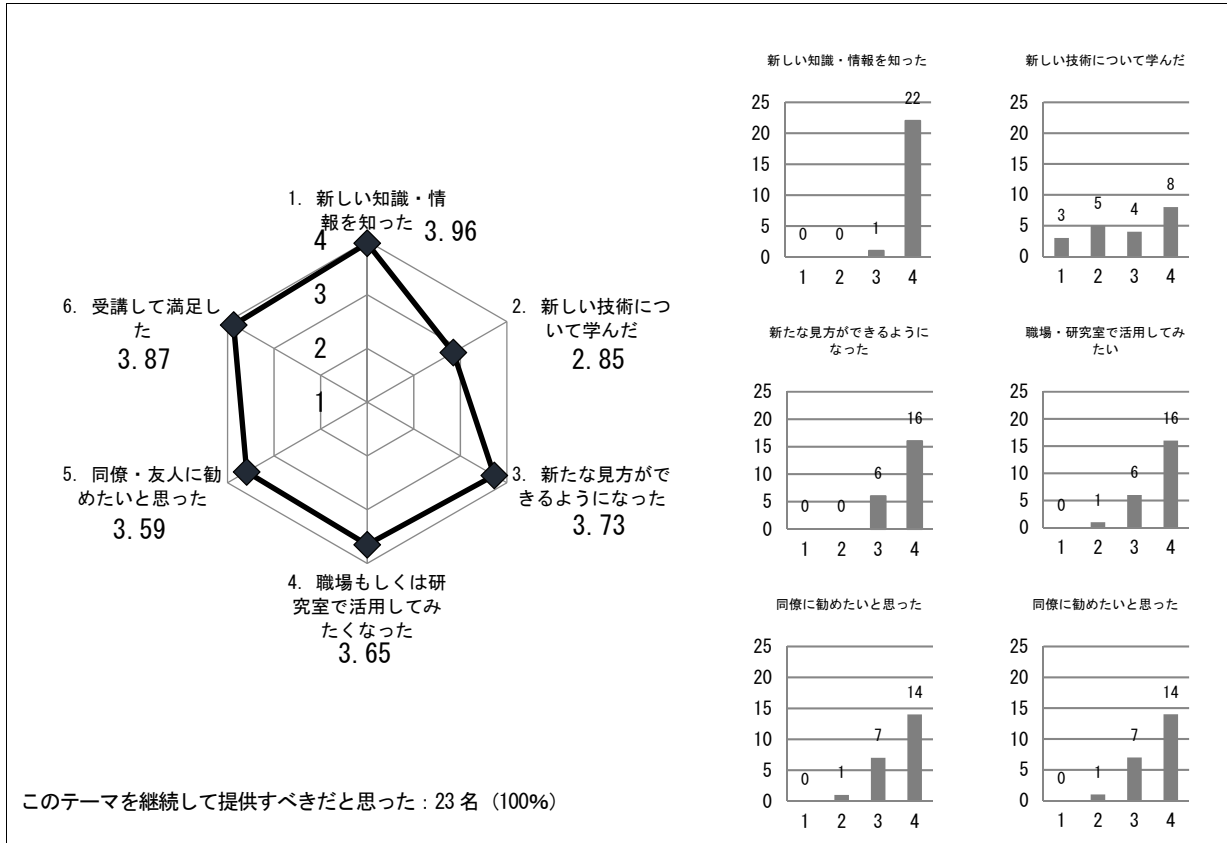 1. 新しい知識・情
報を知った
3.96
2. 新しい技術につ
いて学んだ
2.85
3. 新たな見方がで
きるようになった
3.73
4. 職場もしくは研
究室で活用してみ
たくなった
3.65
5. 同僚・友人に勧
めたいと思った
3.59
6. 受講して満足し
た
3.87
4
3
2
1
このテーマを継続して提供すべきだと思った：23 名（100%）
新しい知識・情報を知った
25
20
15
10
5
0
0 0 1 22
1 2 3 4
新しい技術について学んだ
25
20
15
10
5
0
3 5 4 8
1 2 3 4
新たな見方ができるように
なった
25
20
15
10
5
0
0 0 6 16
1 2 3 4
職場・研究室で活用してみ
たい
25
20
15
10
5
0
0 1 6 16
1 2 3 4
同僚に勧めたいと思った
25
20
15
10
5
0
0 1 7 14
1 2 3 4
同僚に勧めたいと思った
25
20
15
10
5
0
0 1 7 14
1 2 3 4